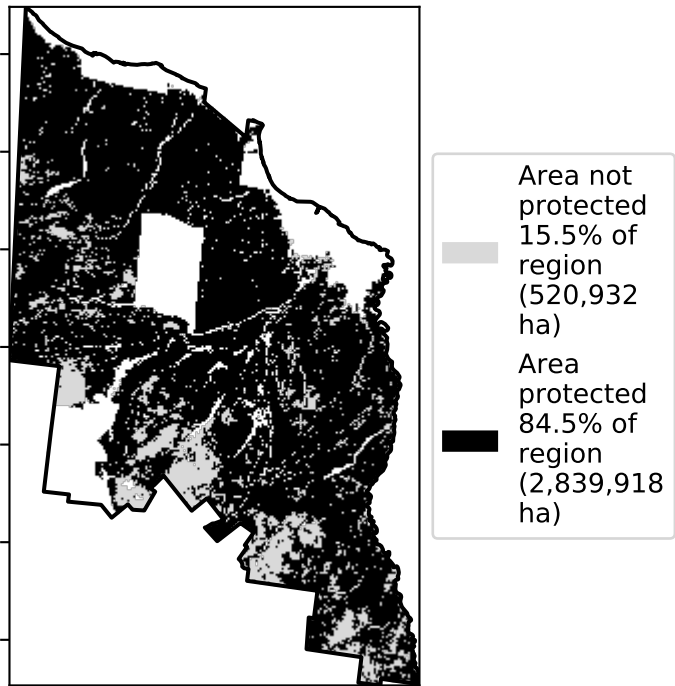 Area not
protected
15.5% of
region
(520,932
ha)
Area
protected
84.5% of
region
(2,839,918
ha)